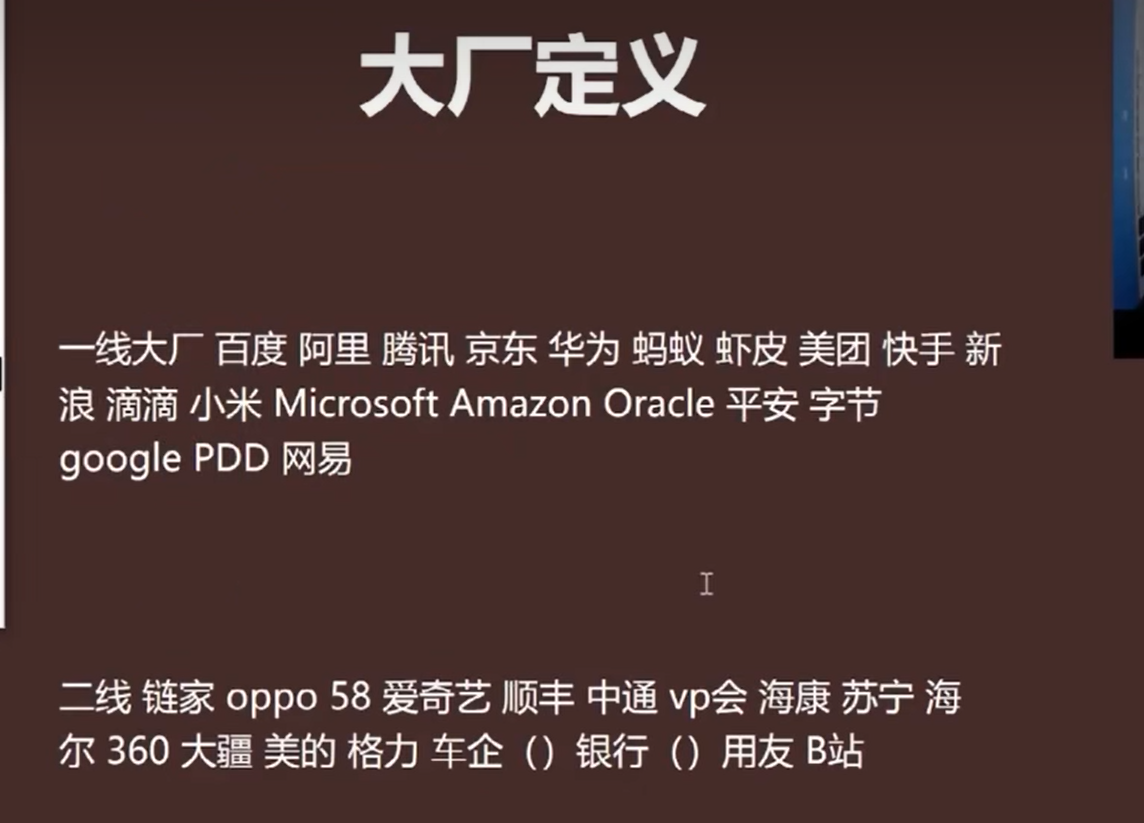 大厂定义
一线大厂 百度 阿里 腾讯 京东 华为 蚂蚁 虾皮 美团 快手 新
浪 滴滴 小米 Microsoft Amazon Oracle 平安 字节
google PDD 网易
二线 链家 oppo 58 爱奇艺 顺丰 中通 vp会 海康 苏宁 海
尔 360 大疆 美的 格力 车企（）银行（）用友 B站